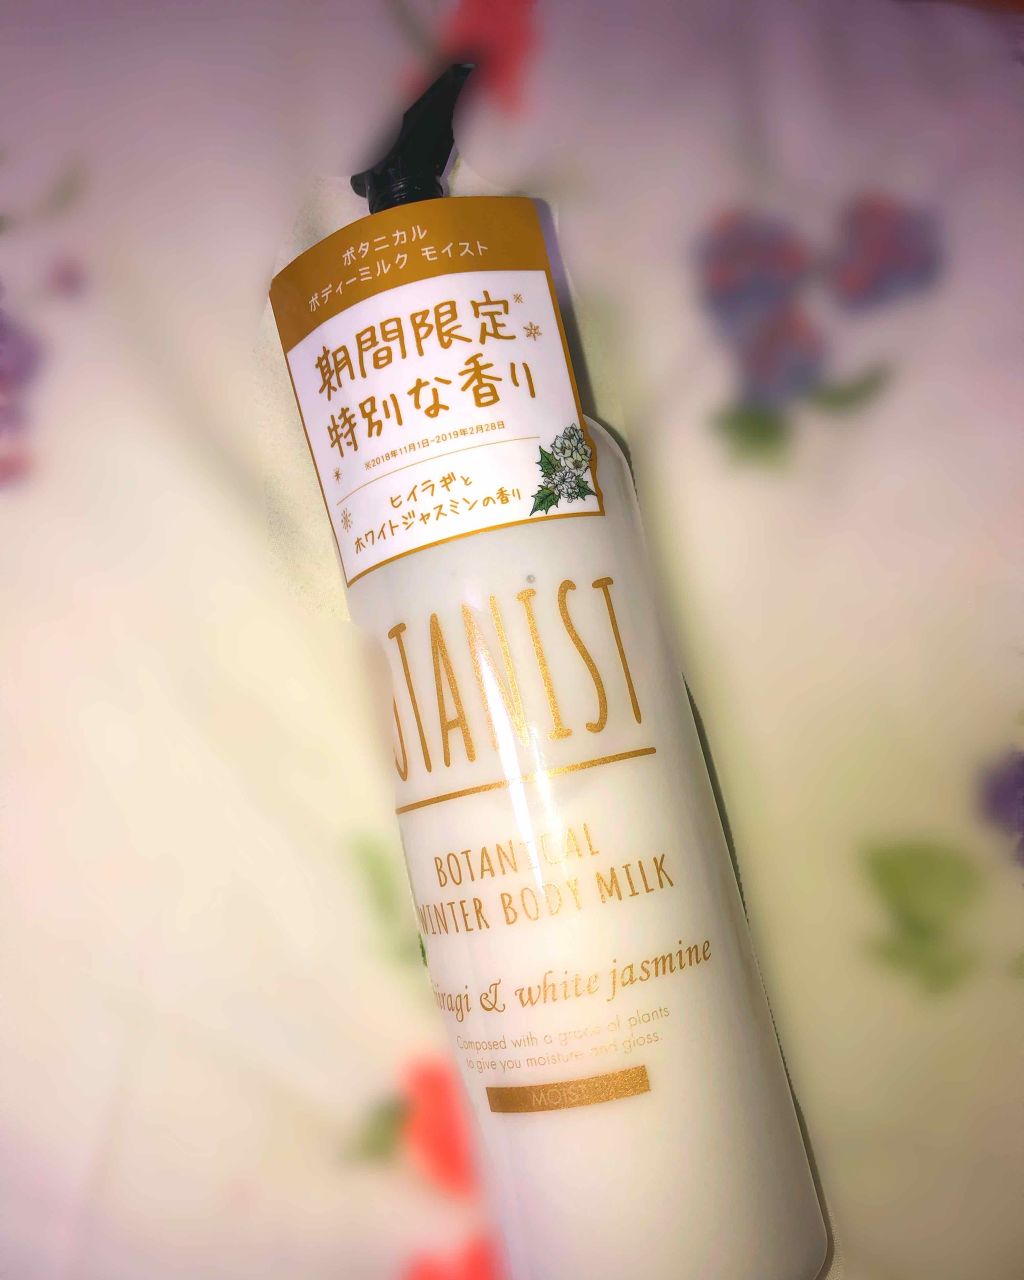 ボタニカル
ボディーミルク モイスト
期間限定
特別な香り
※2018年11月1日-2019年2月28日
ヒイラギと
ホワイトジャスミンの香り
TANIST
BOTANICAL
WINTER BODY MILK
iragi & white jasmine
Composed with a grace of plants
to give you moisture and gloss.
MOIST